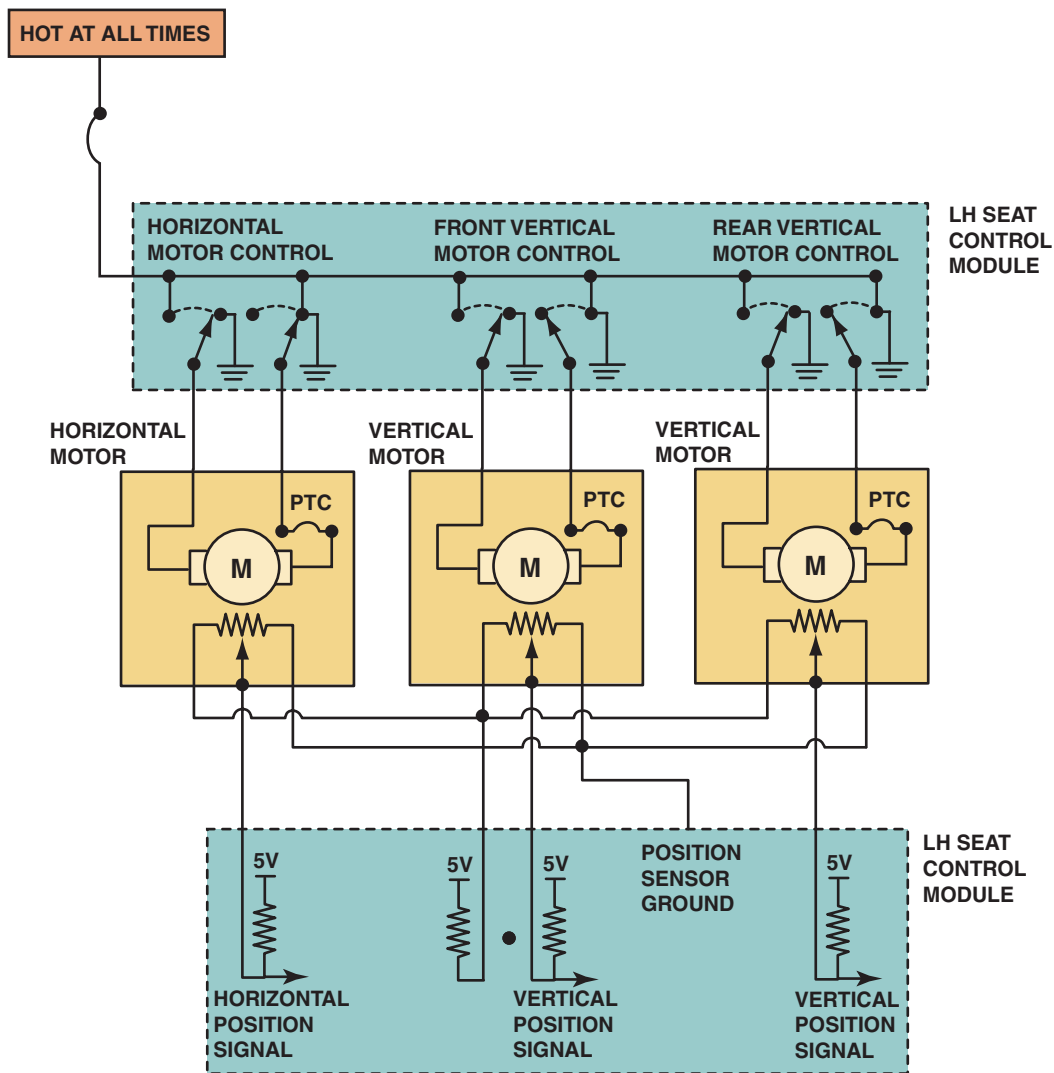 HOT AT ALL TIMES
LH SEAT
CONTROL
MODULE
HORIZONTAL
MOTOR CONTROL
FRONT VERTICAL
MOTOR CONTROL
REAR VERTICAL
MOTOR CONTROL
HORIZONTAL
MOTOR
VERTICAL
MOTOR
VERTICAL
MOTOR
PTC
M
PTC
M
PTC
M
LH SEAT
CONTROL
MODULE
5V
5V
5V
POSITION
SENSOR
GROUND
5V
HORIZONTAL
POSITION
SIGNAL
VERTICAL
POSITION
SIGNAL
VERTICAL
POSITION
SIGNAL